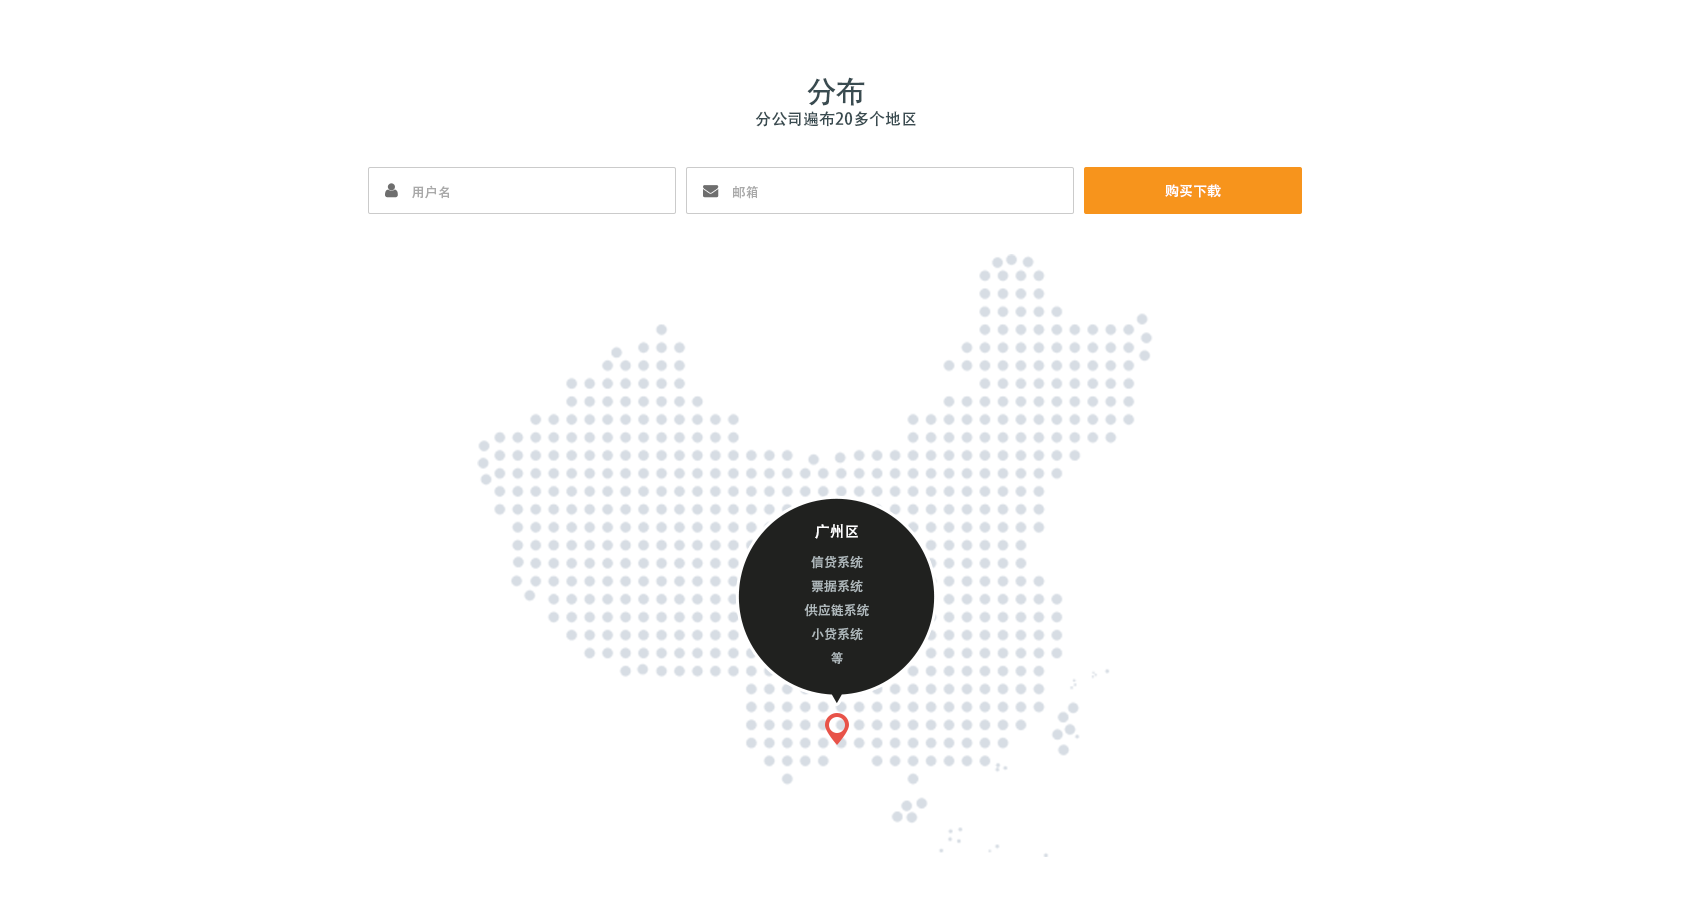 分布
分公司遍布20多个地区
用户名
邮箱
购买下载
广州区
信贷系统
票据系统
供应链系统
小贷系统
等